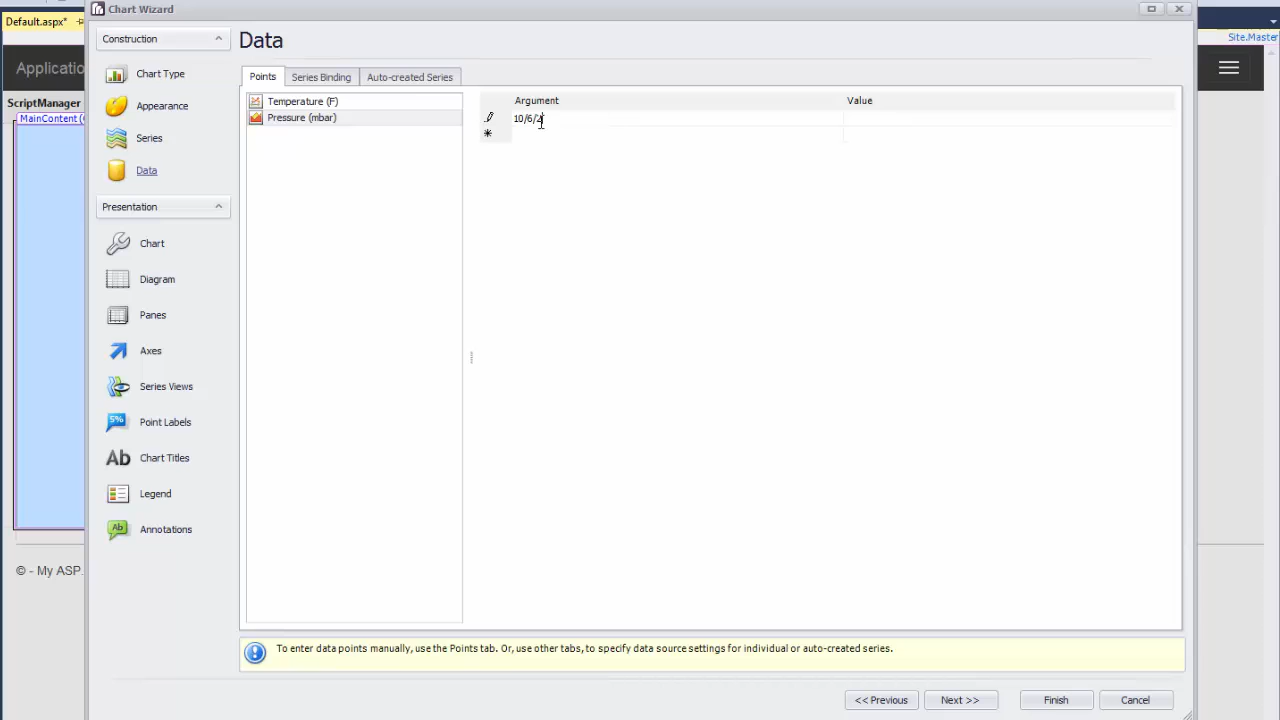 Chart Wizard
Default.aspx*
Site.Master
Construction
Data
Applicatio
Chart Type
Points
Series Binding
Auto-created Series
ScriptManager
MainContent (
Temperature (F)
Argument
Value
Appearance
Pressure (mbar)
10/6/2
*
Series
Data
Presentation
Chart
Diagram
Panes
Axes
Series Views
5%
Point Labels
Ab
Chart Titles
Legend
Ab
Annotations
© - My ASP.
To enter data points manually, use the Points tab. Or, use other tabs, to specify data source settings for individual or auto-created series.
<< Previous
Next >>
Finish
Cancel